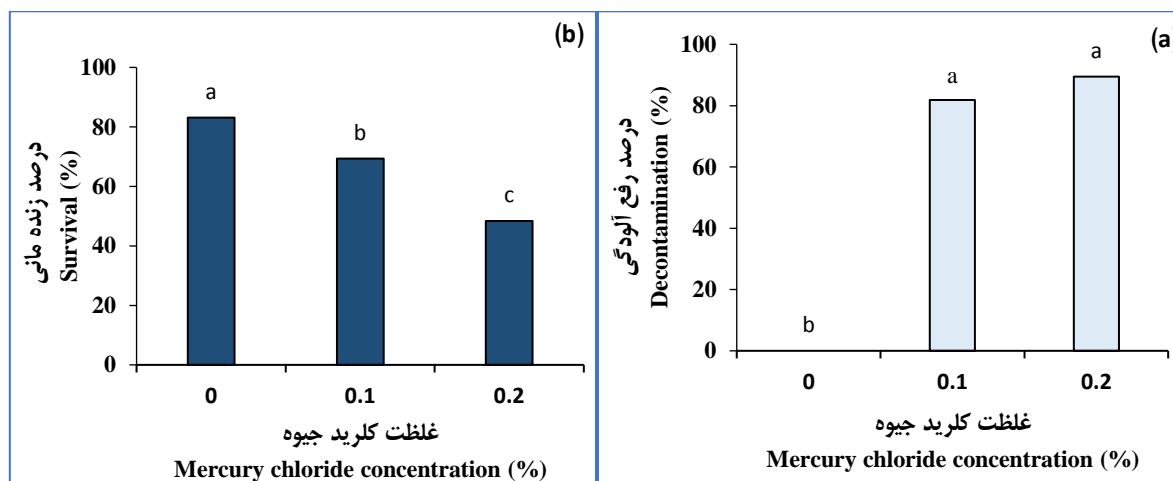 (b)
درصد زنده مانی
Survival (%)
100
80
60
40
20
0
a
b
c
0 0.1 0.2
غلظت کلرید جیوه
Mercury chloride concentration (%)
(a)
درصد رفع آلودگی
Decontamination (%)
100
80
60
40
20
0
b
a
a
0 0.1 0.2
غلظت کلرید جیوه
Mercury chloride concentration (%)